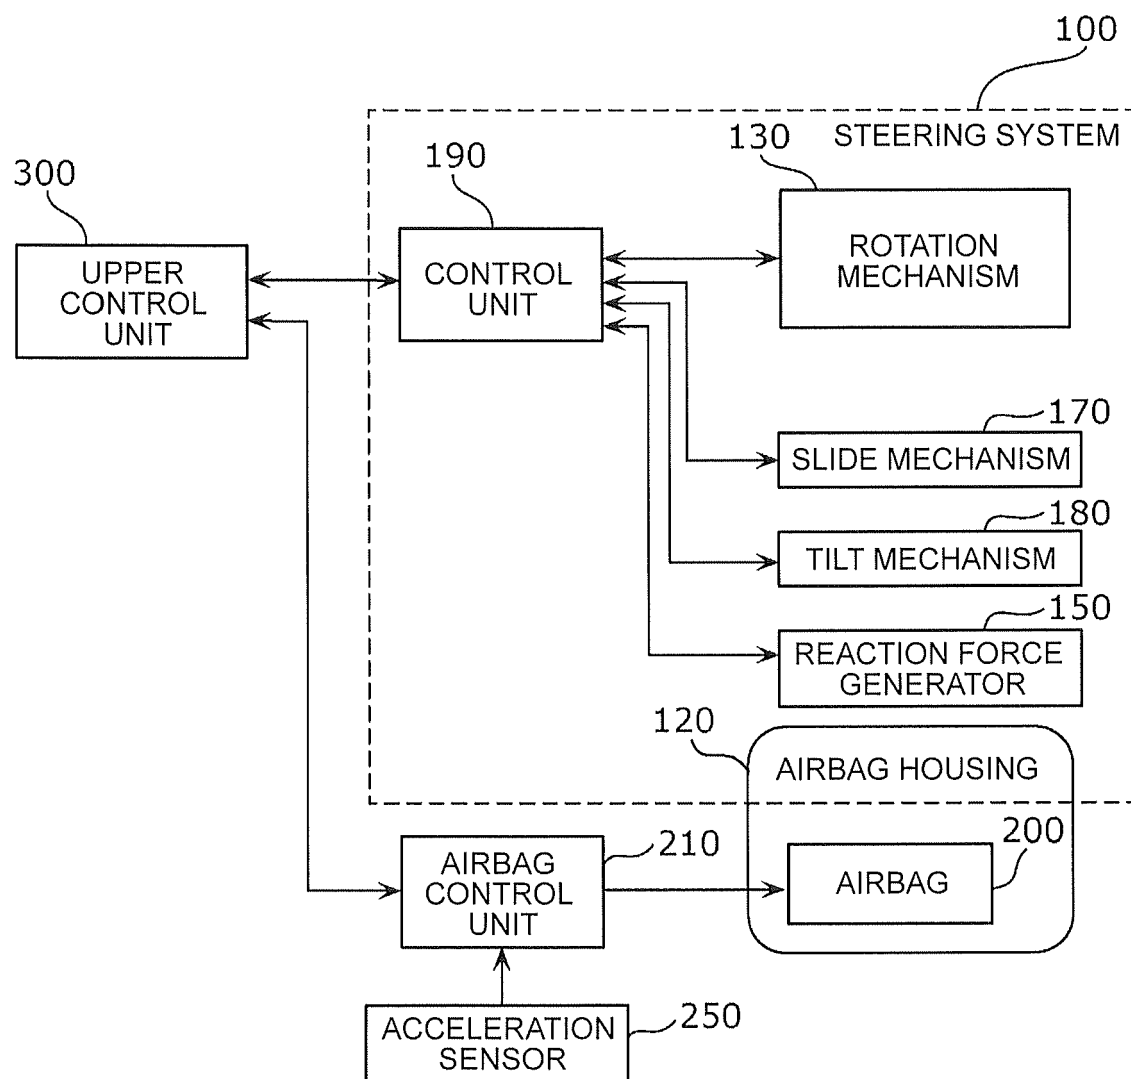 100
STEERING SYSTEM
130
190
300
ROTATION
MECHANISM
UPPER
CONTROL
UNIT
CONTROL
UNIT
170
SLIDE MECHANISM
180
TILT MECHANISM
150
REACTION FORCE
GENERATOR
120
AIRBAG HOUSING
210
200
AIRBAG
CONTROL
UNIT
AIRBAG
250
ACCELERATION
SENSOR